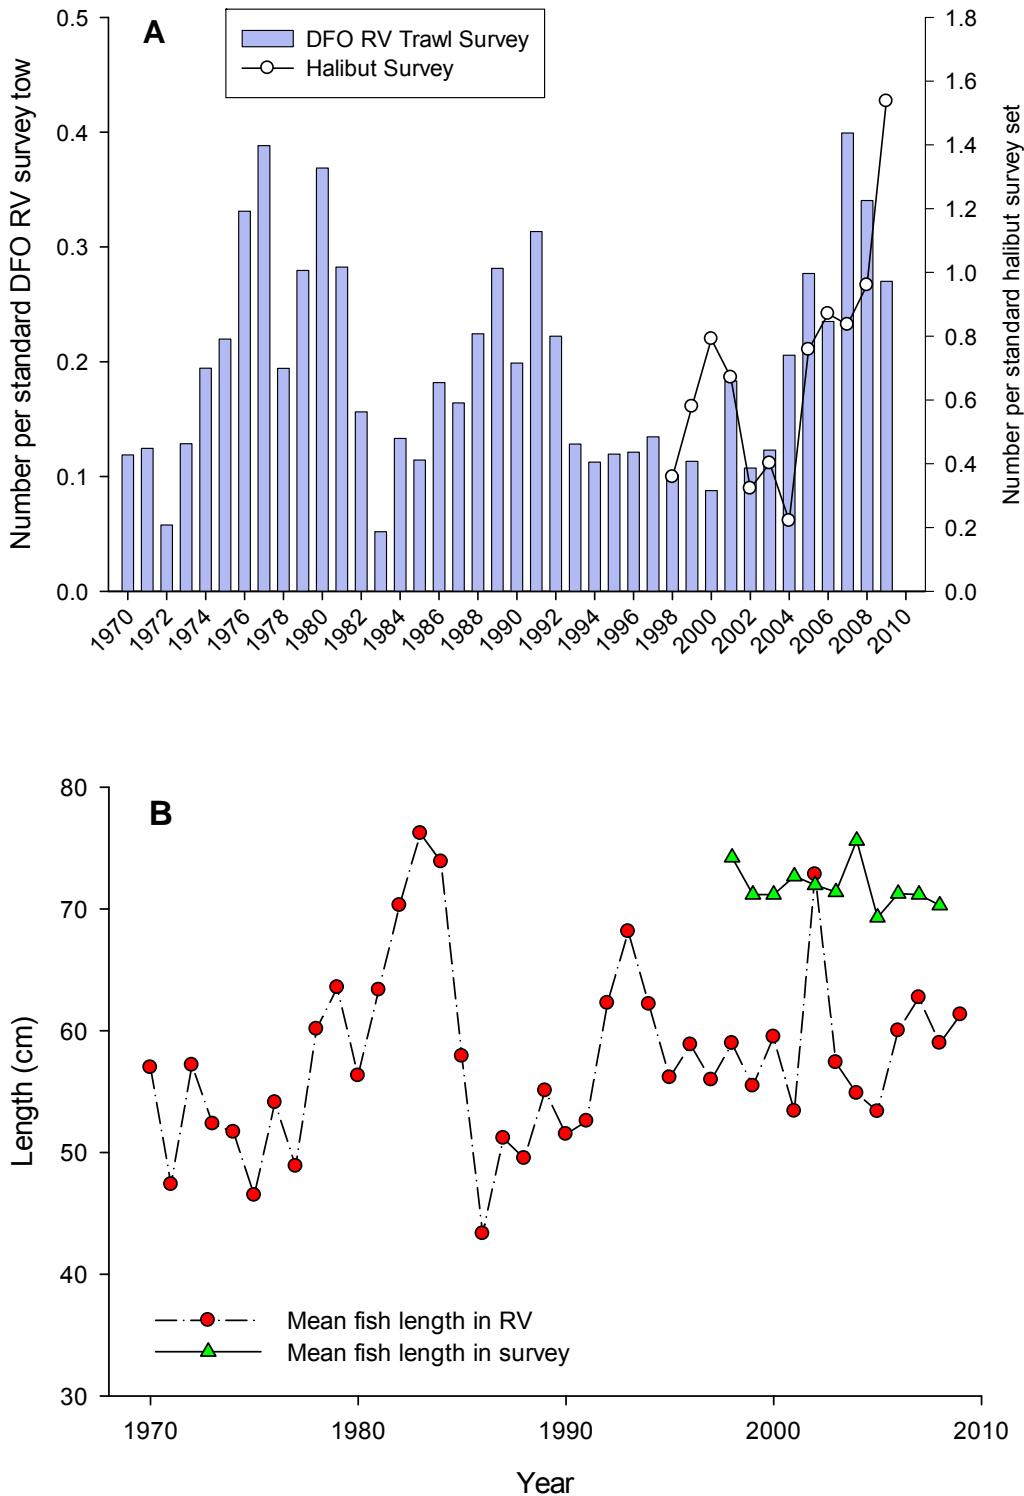 A
DFO RV Trawl Survey
Halibut Survey
Number per standard DFO RV survey tow
0.5
0.4
0.3
0.2
0.1
0.0
Number per standard halibut survey set
1.8
1.6
1.4
1.2
1.0
0.8
0.6
0.4
0.2
0.0
1970 1972 1974 1976 1978 1980 1982 1984 1986 1988 1990 1992 1994 1996 1998 2000 2002 2004 2006 2008 2010
B
Length (cm)
80
70
60
50
40
30
Mean fish length in RV
Mean fish length in survey
1970 1980 1990 2000 2010
Year